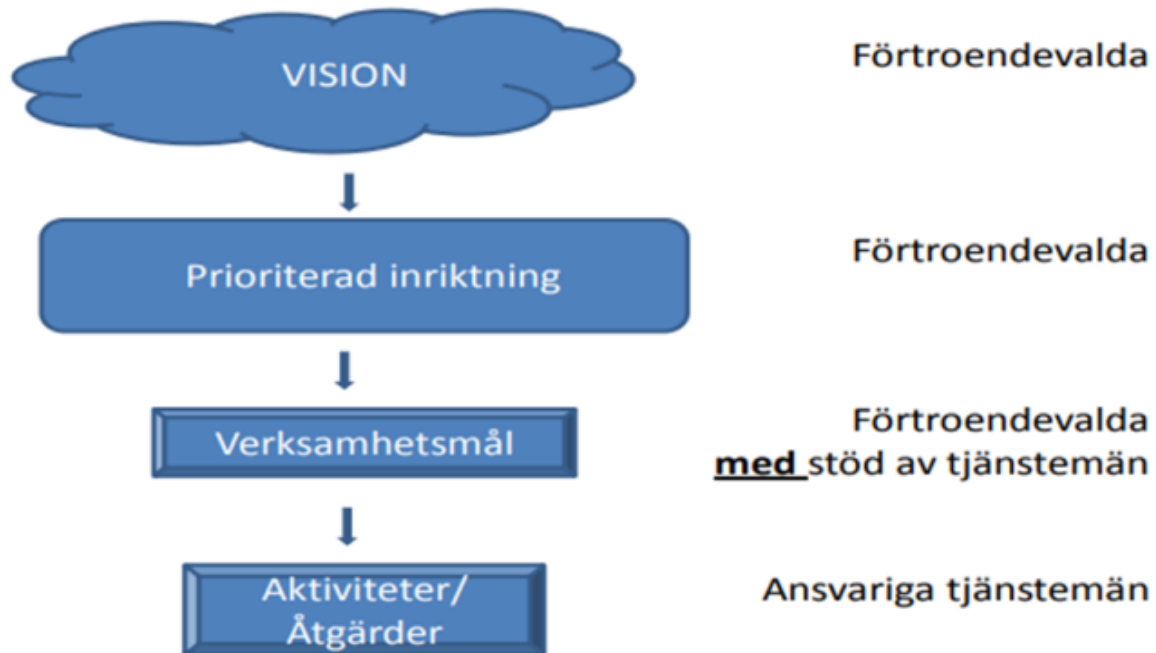 VISION
Förtroendevalda
Prioriterad inriktning
Förtroendevalda
Verksamhetsmål
Förtroendevalda
med stöd av tjänstemän
Aktiviteter/
Åtgärder
Ansvariga tjänstemän